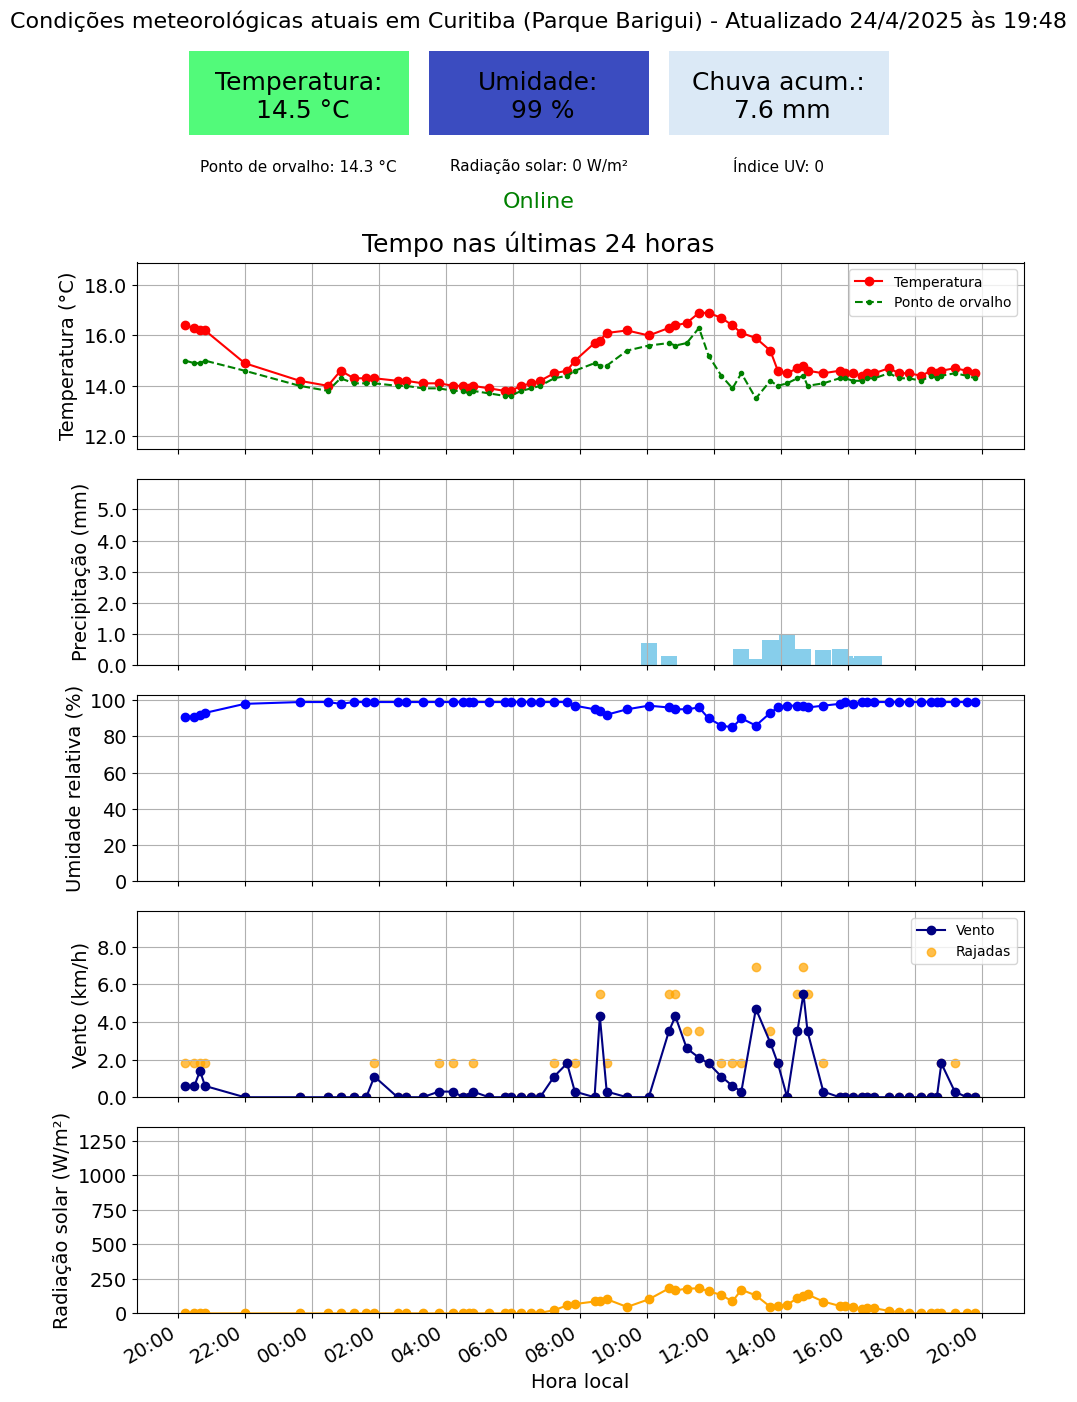 Condições meteorológicas atuais em Curitiba (Parque Barigui) - Atualizado 24/4/2025 às 19:48
Temperatura:
14.5 °C
Umidade:
99 %
Chuva acum.:
7.6 mm
Ponto de orvalho: 14.3 °C
Radiação solar: 0 W/m²
Índice UV: 0
Online
Tempo nas últimas 24 horas
Temperatura (°C)
18.0
16.0
14.0
12.0
Temperatura
Ponto de orvalho
Precipitação (mm)
5.0
4.0
3.0
2.0
1.0
0.0
Umidade relativa (%)
100
80
60
40
20
0
Vento (km/h)
8.0
6.0
4.0
2.0
0.0
Vento
Rajadas
Radiação solar (W/m²)
1250
1000
750
500
250
0
20:00
22:00
00:00
02:00
04:00
06:00
08:00
10:00
12:00
14:00
16:00
18:00
20:00
Hora local